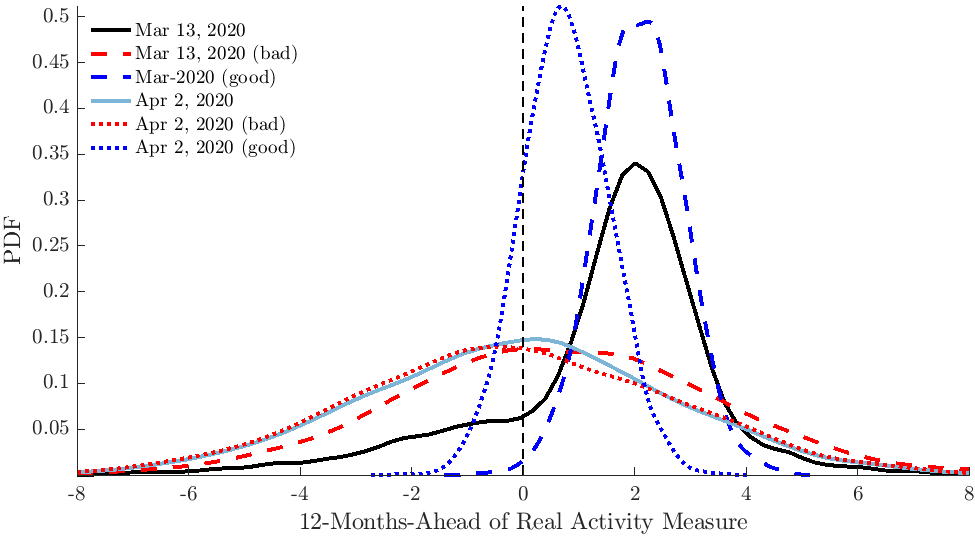 0.5
0.45
0.4
0.35
0.3
0.25
0.2
0.15
0.1
0.05
PDF
Mar 13, 2020
Mar 13, 2020 (bad)
Mar-2020 (good)
Apr 2, 2020
Apr 2, 2020 (bad)
Apr 2, 2020 (good)
-8 -6 -4 -2 0 2 4 6 8
12-Months-Ahead of Real Activity Measure